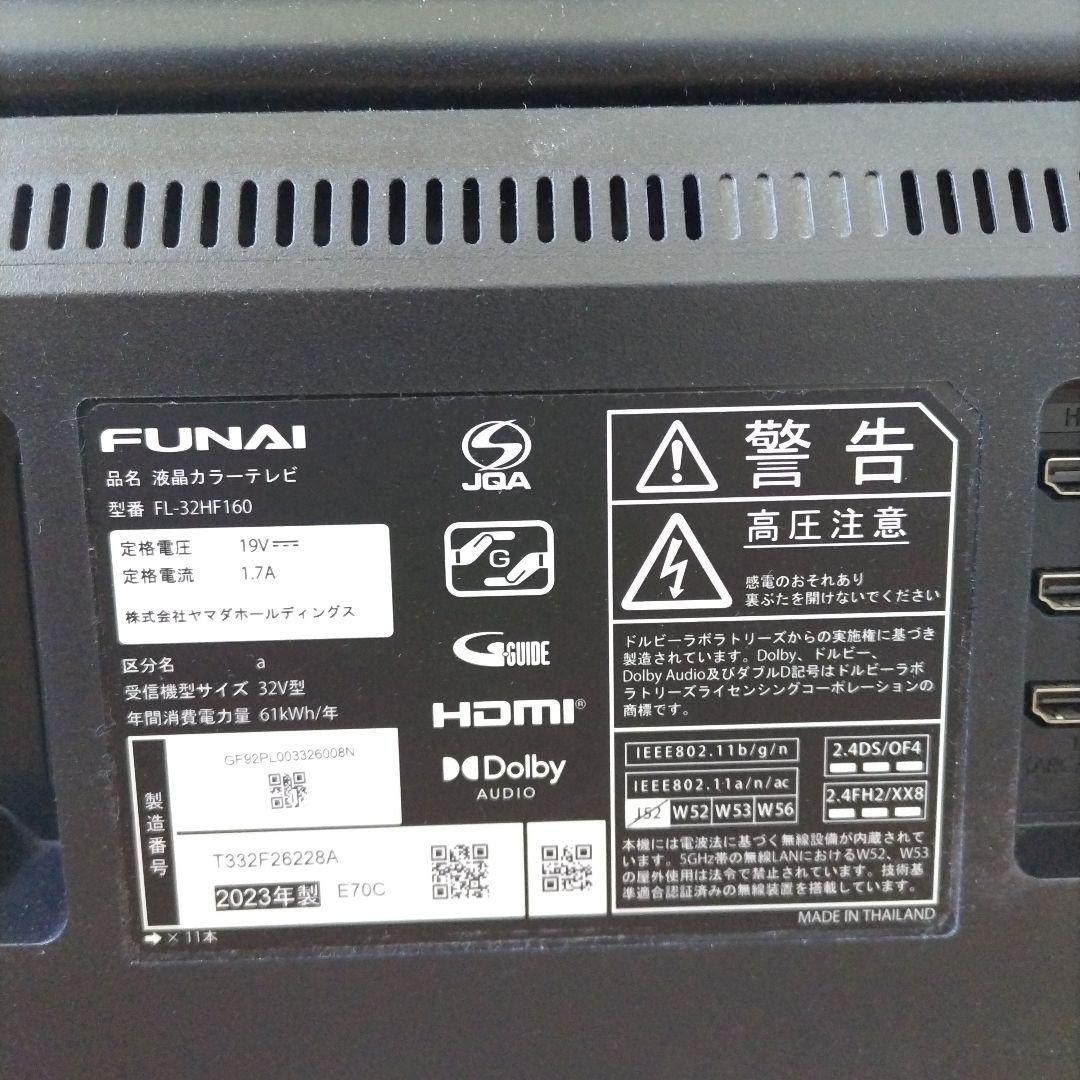 FUNAI
品名 液晶カラーテレビ
型番 FL-32HF160
定格電圧 19V
定格電流 1.7A
株式会社ヤマダホールディングス
区分名 a
受信機型サイズ 32V型
年間消費電力量 61kWh/年
製造番号
GF92PL003326008N
T332F26228A
2023年製 E70C
➡ × 11本
JQA
G
G-GUIDE
HDMI®
Dolby
AUDIO
警告
高圧注意
感電のおそれあり
裏ぶたを開けないでください
ドルビーラボラトリーズからの実施権に基づき
製造されています。Dolby、ドルビー、
Dolby Audio及びダブルD記号はドルビーラボ
ラトリーズライセンシングコーポレーションの
商標です。
IEEE802.11b/g/n
IEEE802.11a/n/ac
J52 W52 W53 W56
2.4DS/OF4
2.4FH2/XX8
本機には電波法に基づく無線設備が内蔵されて
います。5GHz帯の無線LANにおけるW52、W53
の屋外使用は法令で禁止されています。技術基
準適合認証済みの無線装置を搭載しています。
MADE IN THAILAND